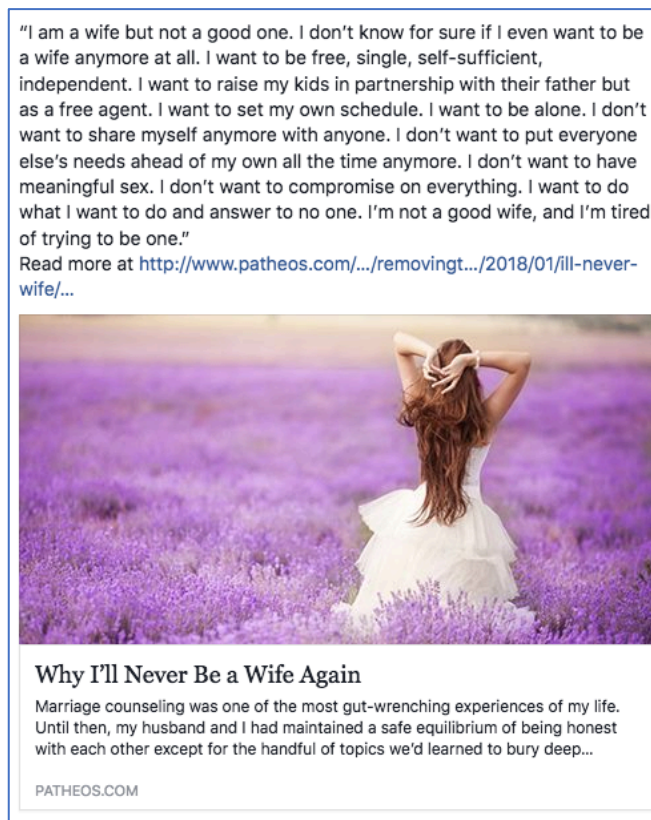 “I am a wife but not a good one. I don’t know for sure if I even want to be
a wife anymore at all. I want to be free, single, self-sufficient,
independent. I want to raise my kids in partnership with their father but
as a free agent. I want to set my own schedule. I want to be alone. I don’t
want to share myself anymore with anyone. I don’t want to put everyone
else’s needs ahead of my own all the time anymore. I don’t want to have
meaningful sex. I don’t want to compromise on everything. I want to do
what I want to do and answer to no one. I’m not a good wife, and I’m tired
of trying to be one.”
Read more at http://www.patheos.com/.../removingt.../2018/01/ill-never-
wife/...
Why I’ll Never Be a Wife Again
Marriage counseling was one of the most gut-wrenching experiences of my life.
Until then, my husband and I had maintained a safe equilibrium of being honest
with each other except for the handful of topics we’d learned to bury deep...
PATHEOS.COM